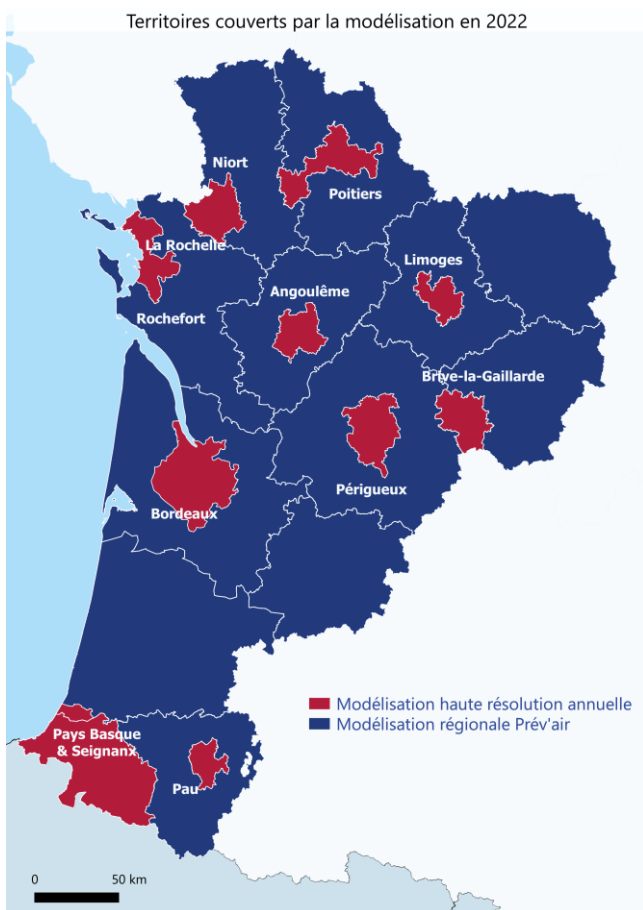 Territoires couverts par la modélisation en 2022
Niort
Poitiers
La Rochelle
Limoges
Angoulême
Rochefort
Brive-la-Gaillarde
Périgueux
Bordeaux
Modélisation haute résolution annuelle
Modélisation régionale Prév'air
Pays Basque
& Seignanx
Pau
0 50 km